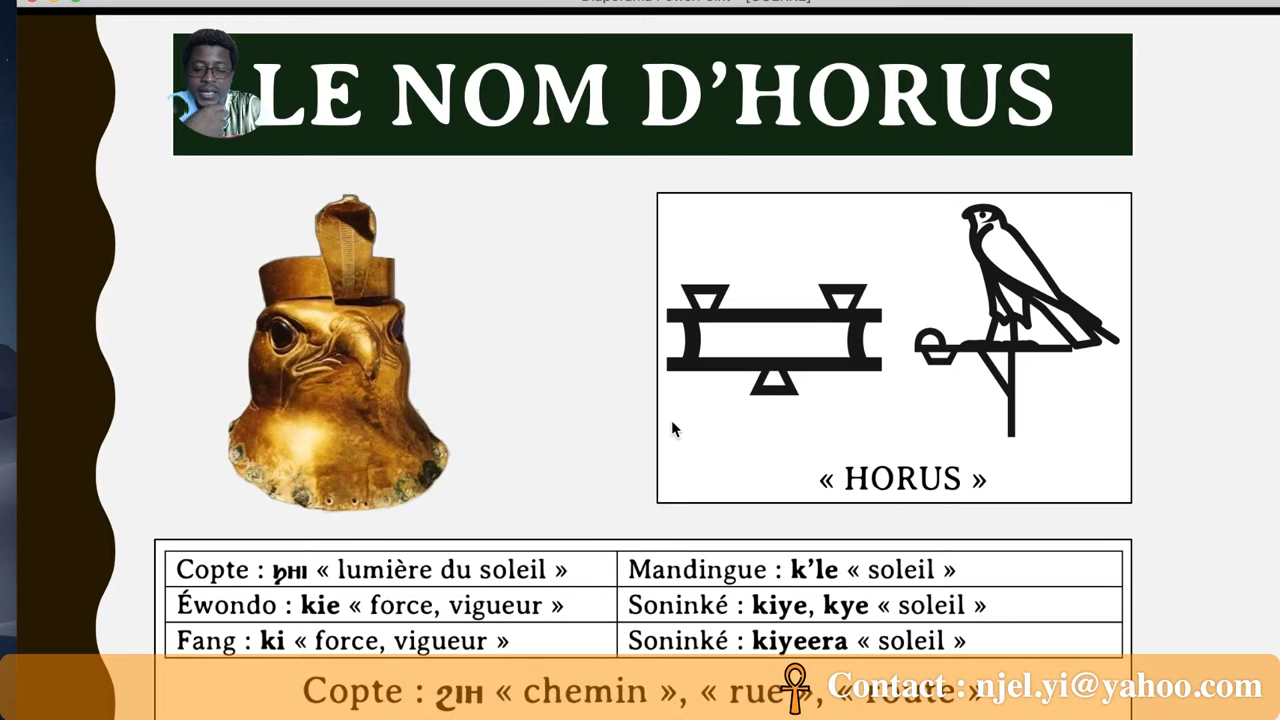 LE NOM D’HORUS
« HORUS »
Copte : ϧⲏⲓ « lumière du soleil »
Mandingue : k’le « soleil »
Éwondo : kie « force, vigueur »
Soninké : kiye, kye « soleil »
Fang : ki « force, vigueur »
Soninké : kiyeera « soleil »
Copte : ϩⲓⲏ « chemin », « rue », « route »
Contact : njel.yi@yahoo.com